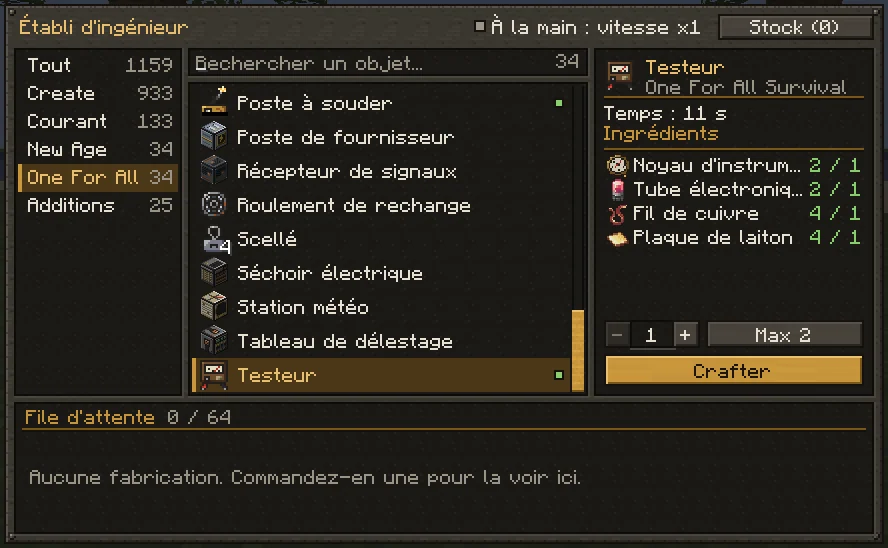 Établi d'ingénieur
À la main : vitesse x1
Stock (0)
Tout 1159
Create 933
Courant 133
New Age 34
One For All 34
Additions 25
Rechercher un objet... 34
Poste à souder
Poste de fournisseur
Récepteur de signaux
Roulement de rechange
4
Scellé
Séchoir électrique
Station météo
Tableau de délestage
Testeur
Testeur
One For All Survival
Temps : 11 s
Ingrédients
Noyau d'instrum... 2 / 1
Tube électroniq... 2 / 1
Fil de cuivre 4 / 1
Plaque de laiton 4 / 1
- 1 +
Max 2
Crafter
File d'attente 0 / 64
Aucune fabrication. Commandez-en une pour la voir ici.